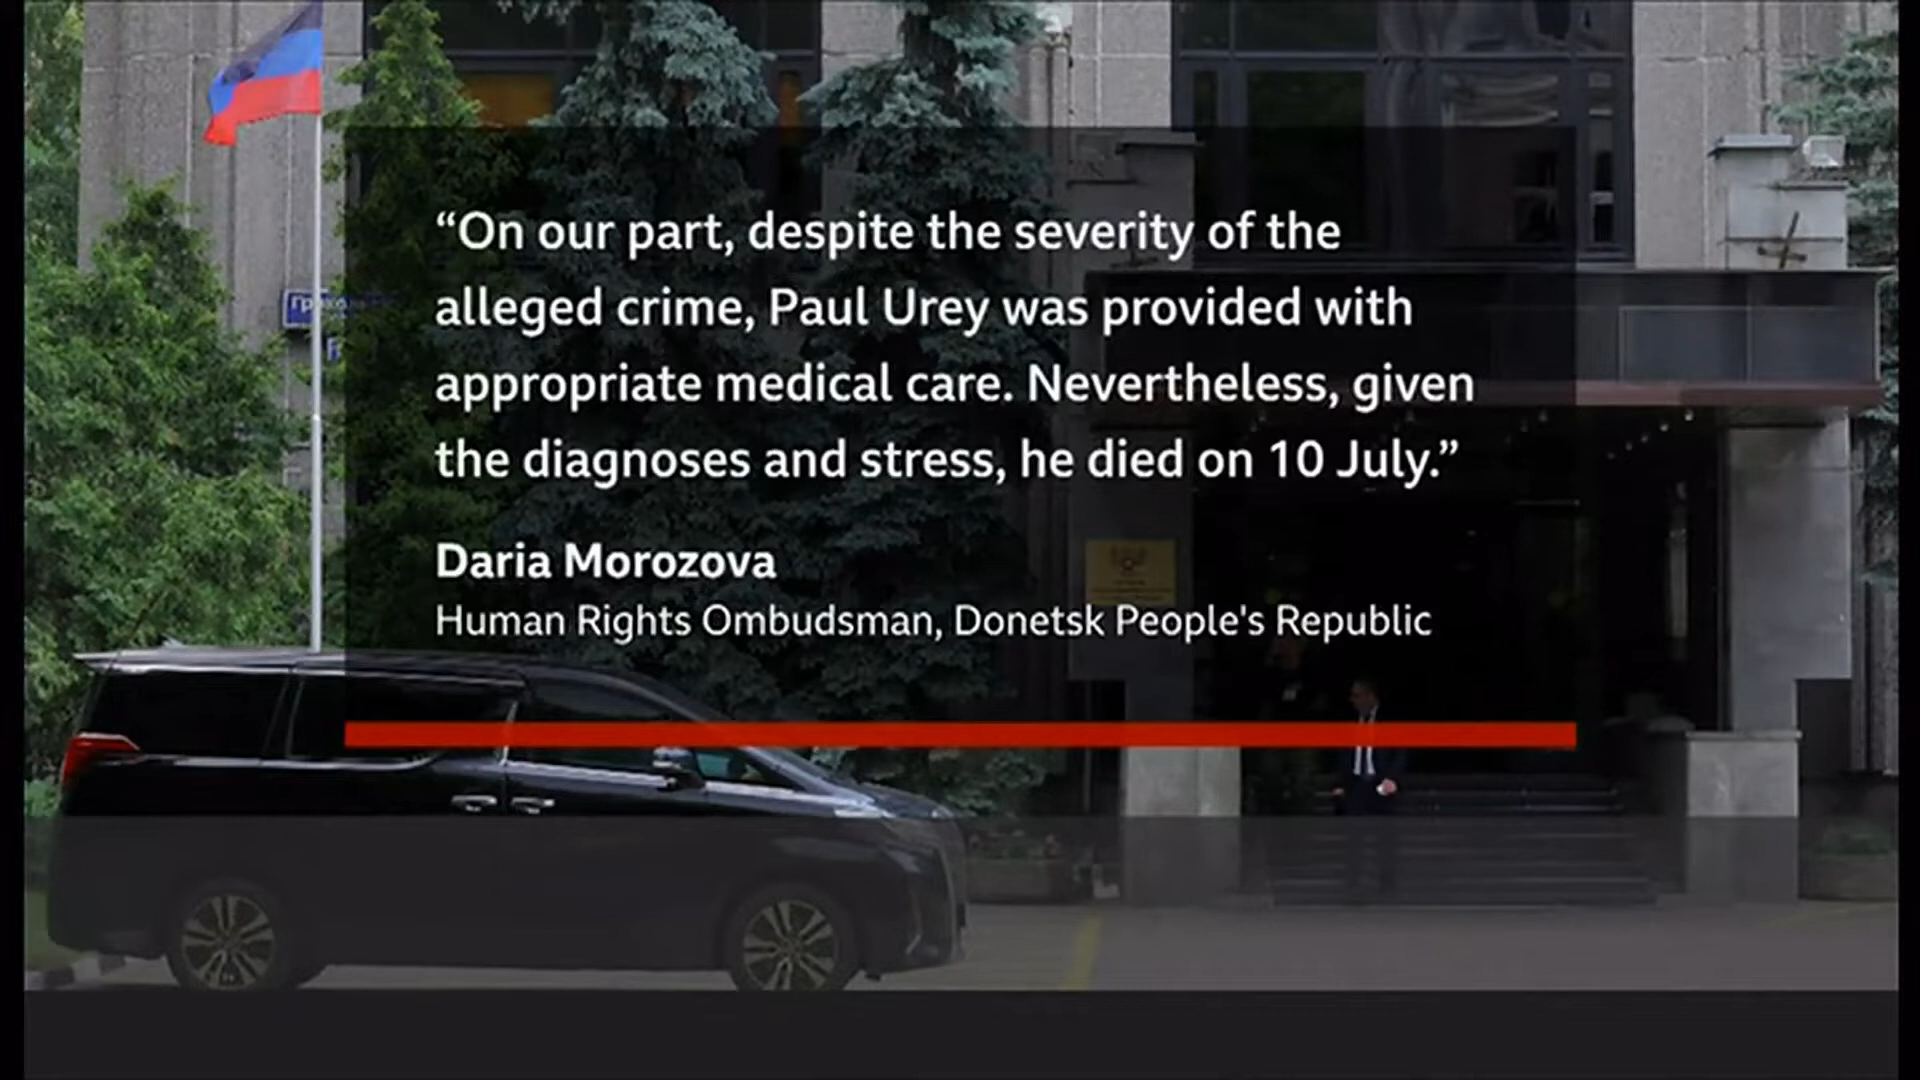 “On our part, despite the severity of the
alleged crime, Paul Urey was provided with
appropriate medical care. Nevertheless, given
the diagnoses and stress, he died on 10 July.”
Daria Morozova
Human Rights Ombudsman, Donetsk People's Republic